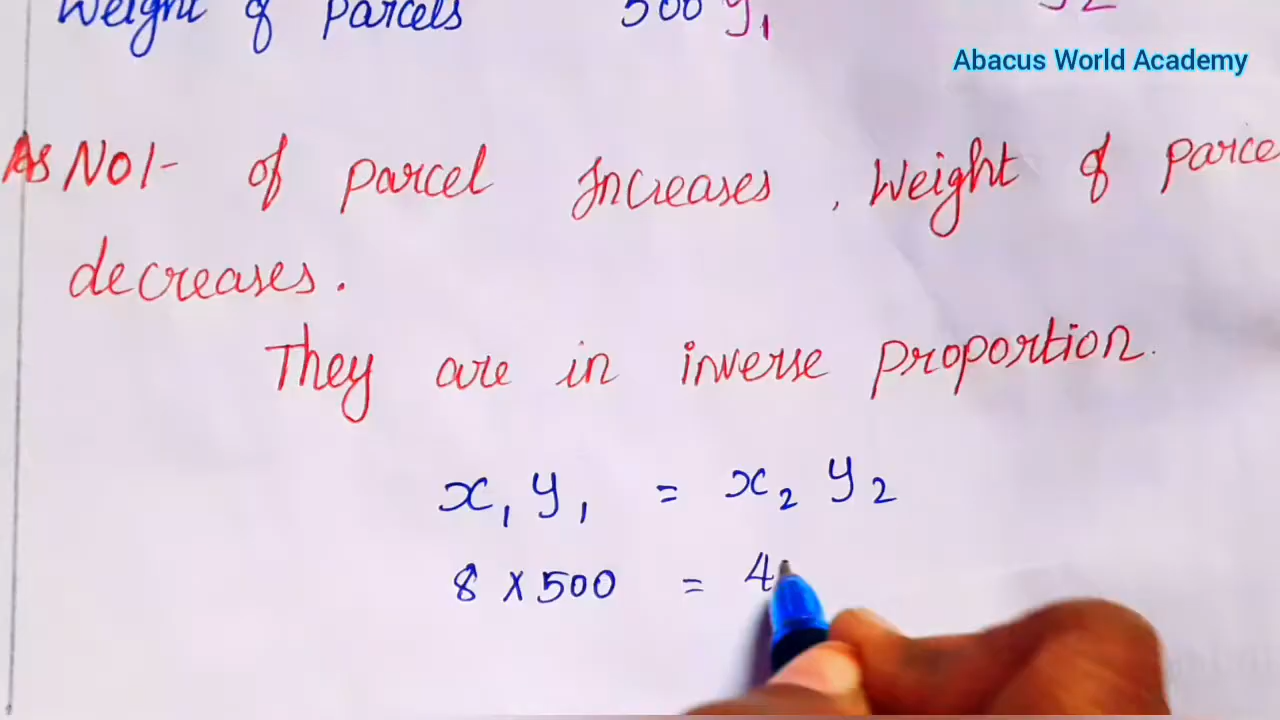 Weight of Parcels 500 y₁ y₂
Abacus World Academy
As No/- of parcel Increases, Weight of parce
decreases.
They are in inverse proportion.
x₁ y₁ = x₂ y₂
8 × 500 = 4